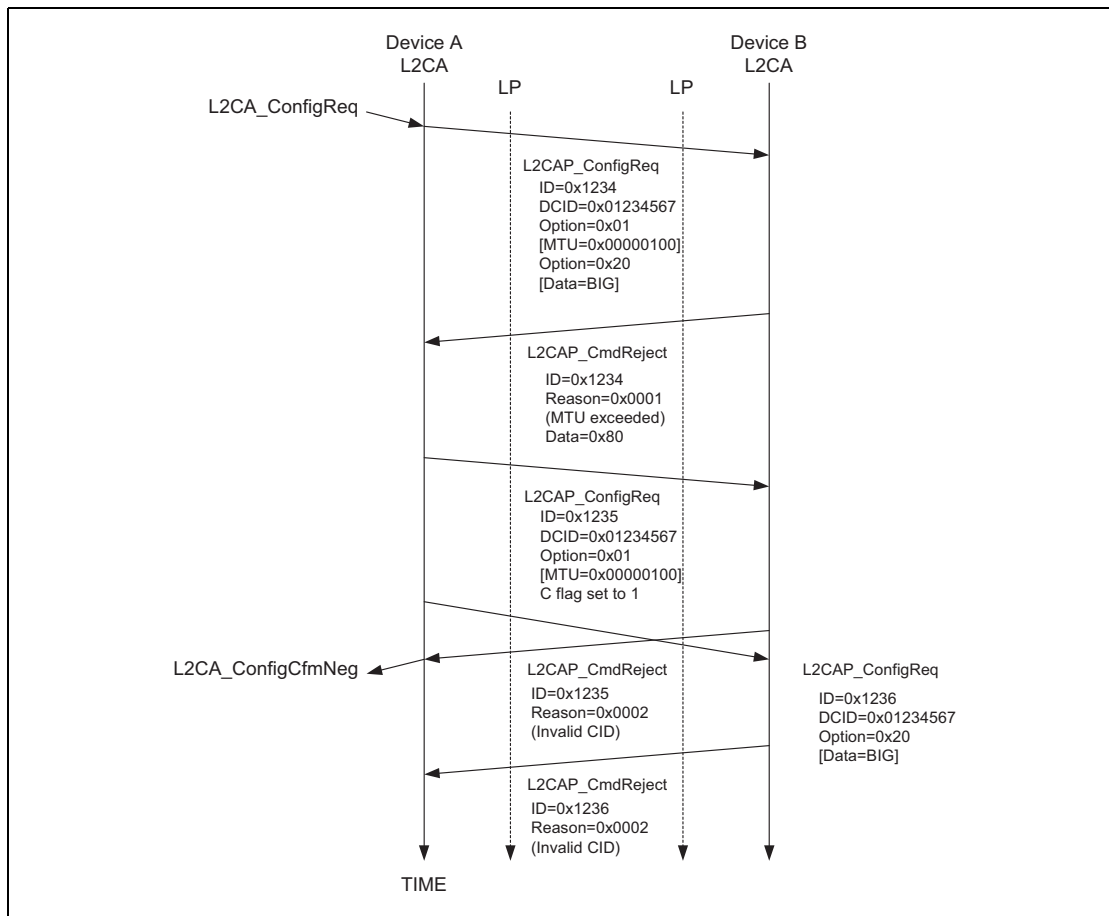 Device A
L2CA
Device B
L2CA
LP
LP
L2CA_ConfigReq
L2CAP_ConfigReq
ID=0x1234
DCID=0x01234567
Option=0x01
[MTU=0x00000100]
Option=0x20
[Data=BIG]
L2CAP_CmdReject
ID=0x1234
Reason=0x0001
(MTU exceeded)
Data=0x80
L2CAP_ConfigReq
ID=0x1235
DCID=0x01234567
Option=0x01
[MTU=0x00000100]
C flag set to 1
L2CA_ConfigCfmNeg
L2CAP_CmdReject
ID=0x1235
Reason=0x0002
(Invalid CID)
L2CAP_ConfigReq
ID=0x1236
DCID=0x01234567
Option=0x20
[Data=BIG]
L2CAP_CmdReject
ID=0x1236
Reason=0x0002
(Invalid CID)
TIME